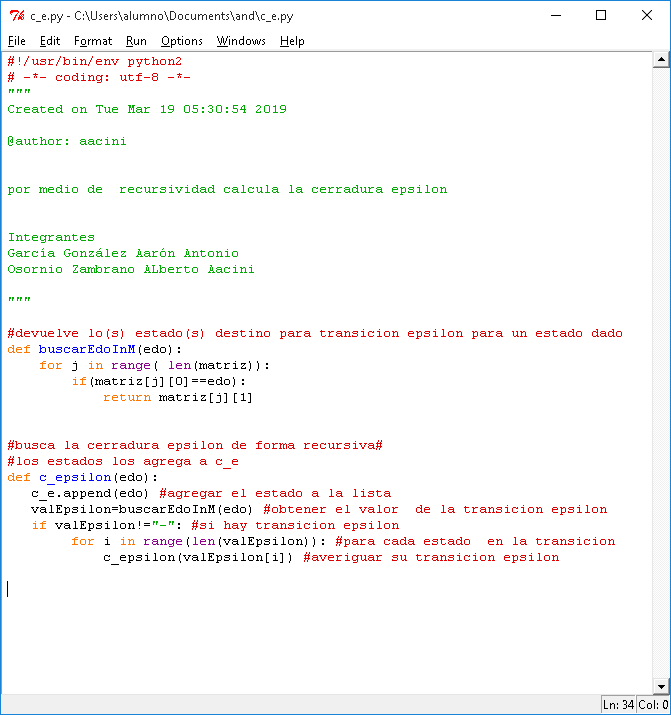 c_e.py - C:\Users\alumno\Documents\and\c_e.py
File Edit Format Run Options Windows Help
#!/usr/bin/env python2
# -*- coding: utf-8 -*-
"""
Created on Tue Mar 19 05:30:54 2019
@author: aacini
por medio de  recursividad calcula la cerradura epsilon
Integrantes
García González Aarón Antonio
Osornio Zambrano ALberto Aacini
"""
#devuelve lo(s) estado(s) destino para transicion epsilon para un estado dado
def buscarEdoInM(edo):
    for j in range( len(matriz)):
        if(matriz[j][0]==edo):
            return matriz[j][1]
#busca la cerradura epsilon de forma recursiva#
#los estados los agrega a c_e
def c_epsilon(edo):
   c_e.append(edo) #agregar el estado a la lista
   valEpsilon=buscarEdoInM(edo) #obtener el valor  de la transicion epsilon
   if valEpsilon!="-": #si hay transicion epsilon
        for i in range(len(valEpsilon)): #para cada estado  en la transicion
            c_epsilon(valEpsilon[i]) #averiguar su transicion epsilon
Ln: 34 Col: 0